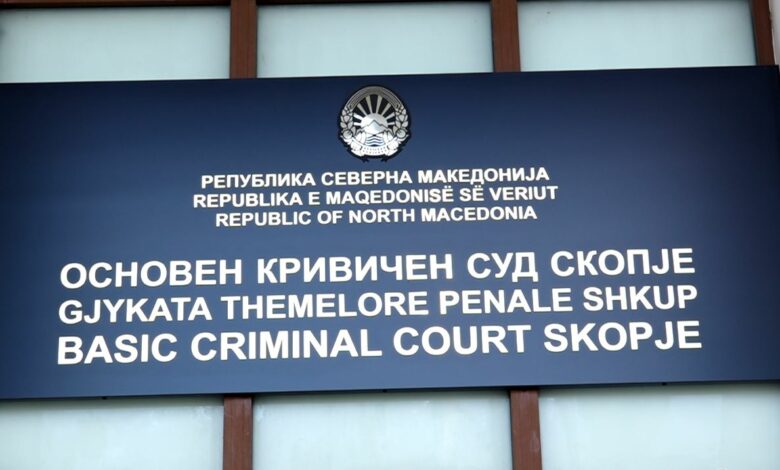 РЕПУБЛИКА СЕВЕРНА МАКЕДОНИЈА
REPUBLIKA E MAQEDONISË SË VERIUT
REPUBLIC OF NORTH MACEDONIA
ОСНОВЕН КРИВИЧЕН СУД СКОПЈЕ
GJYKATA THEMELORE PENALE SHKUP
BASIC CRIMINAL COURT SKOPJE